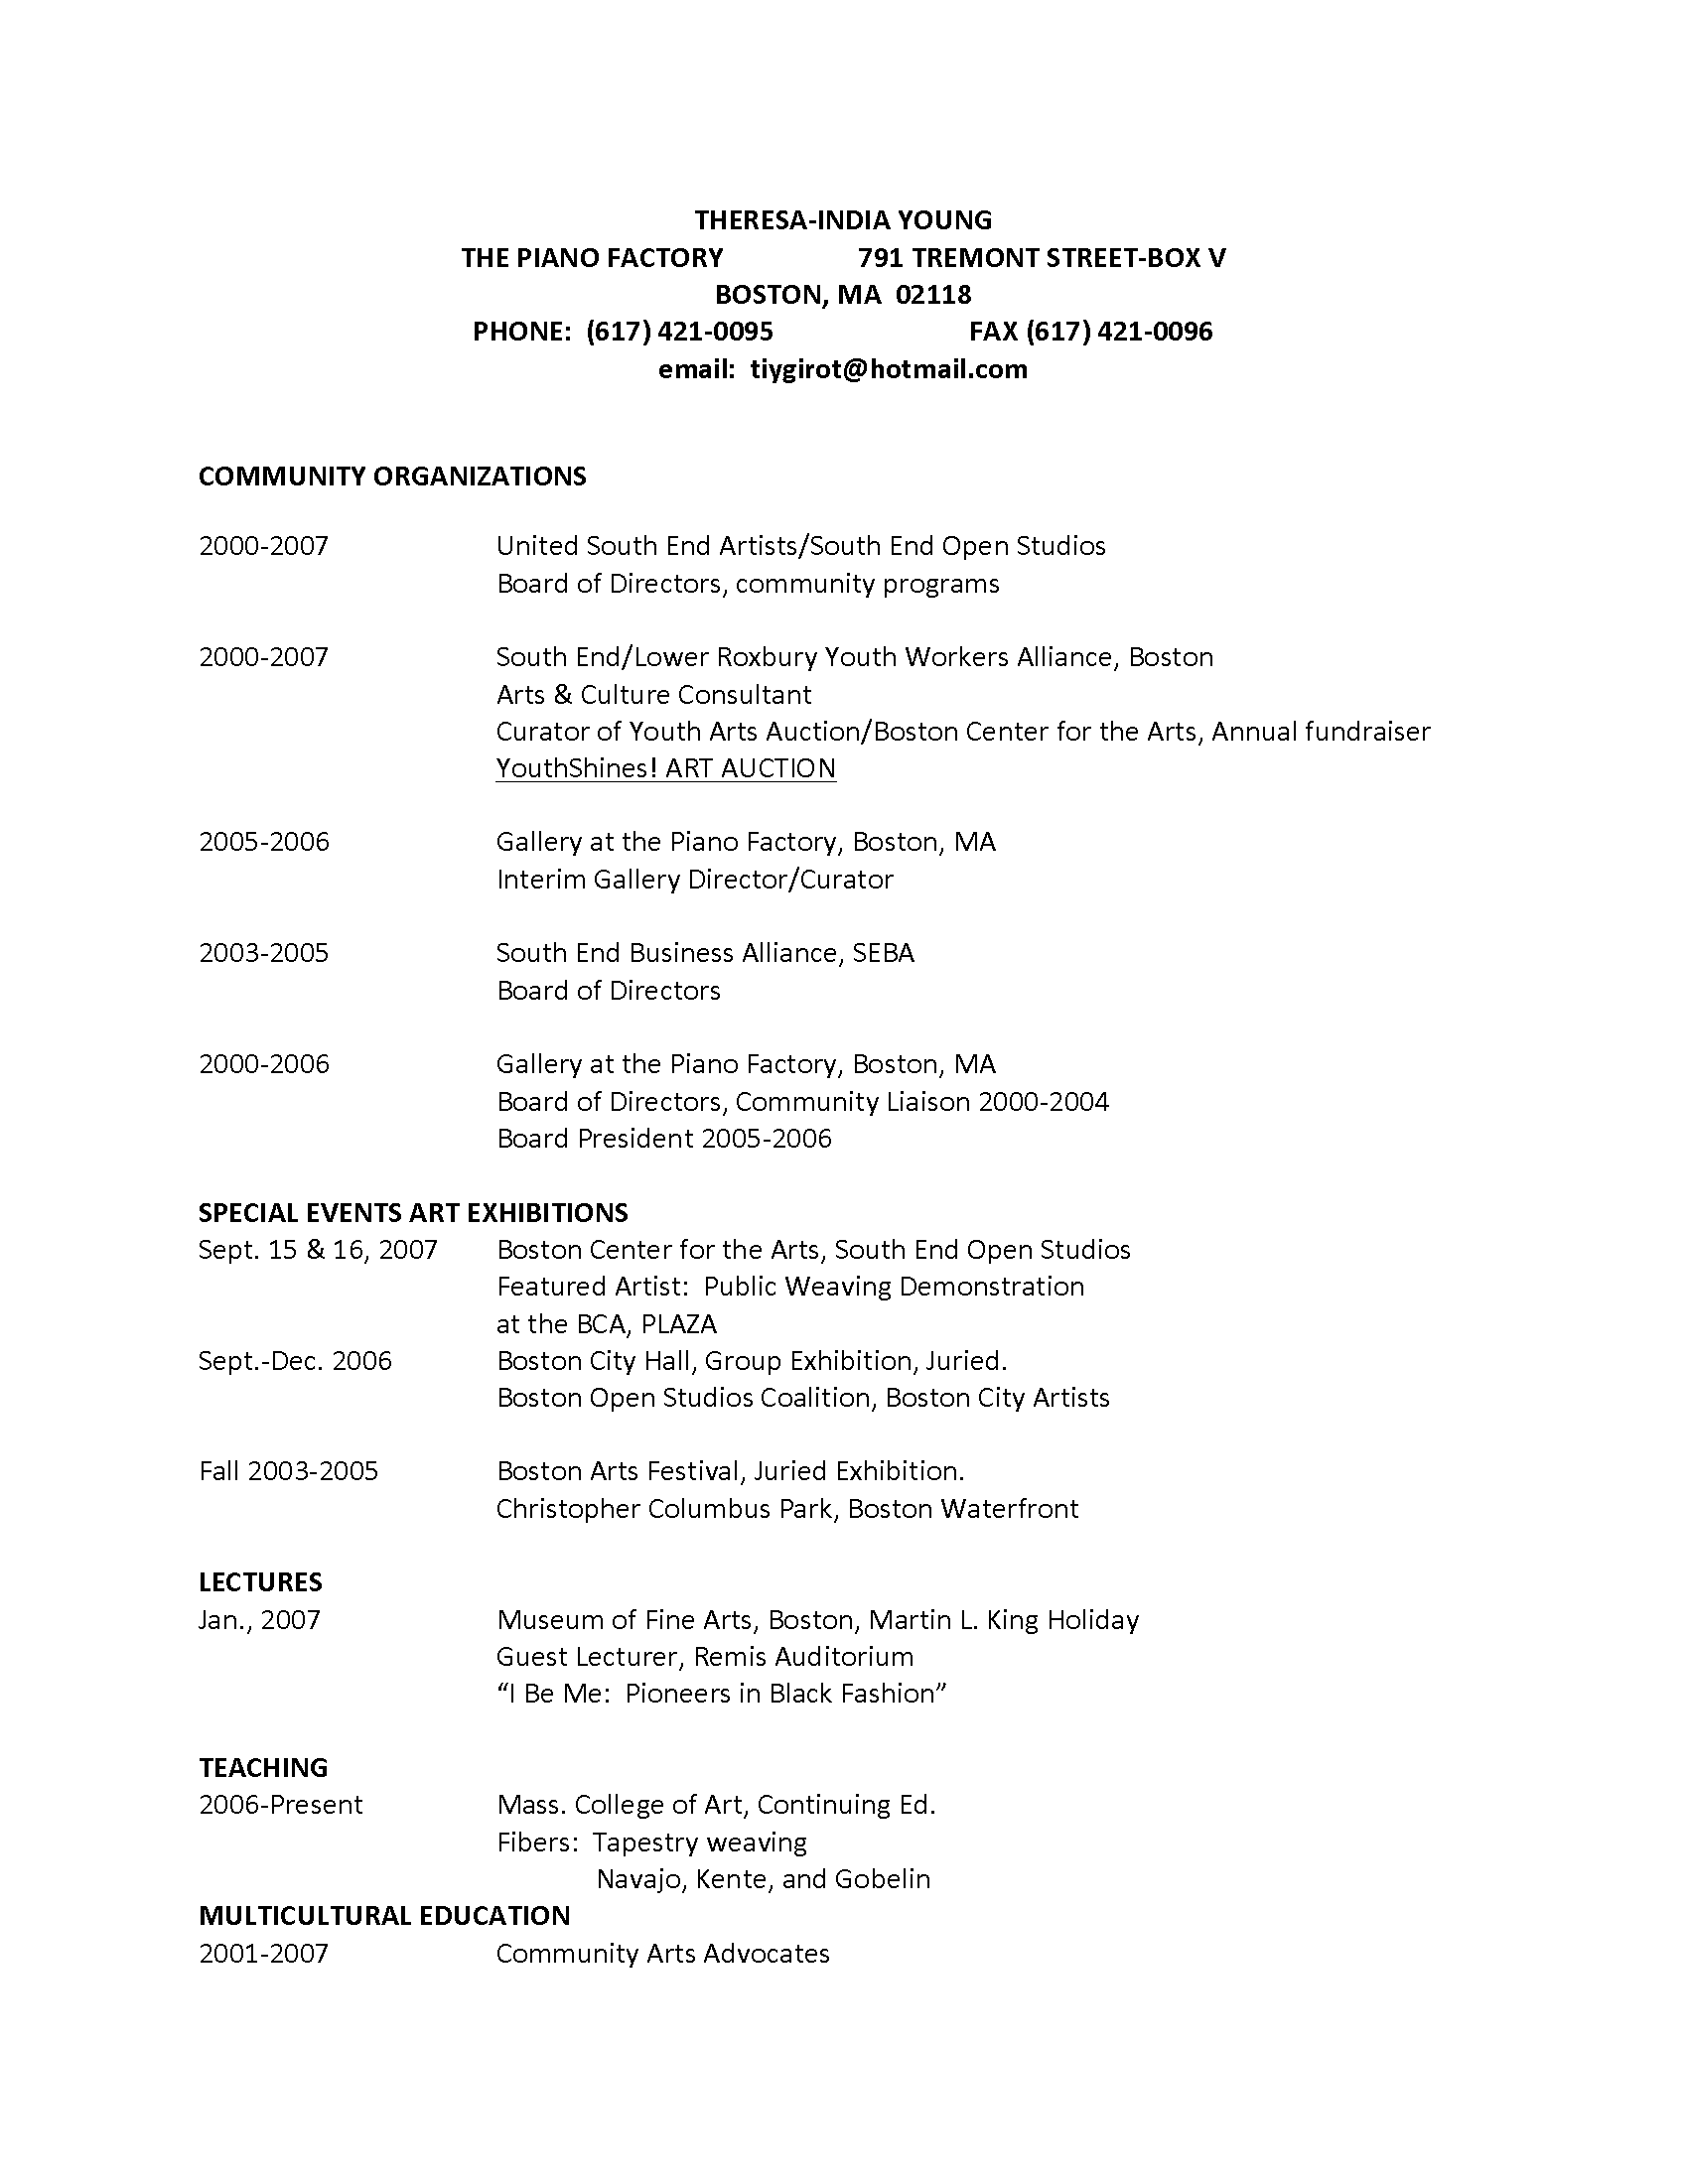 THERESA-INDIA YOUNG
THE PIANO FACTORY 791 TREMONT STREET-BOX V
BOSTON, MA 02118
PHONE: (617) 421-0095 FAX (617) 421-0096
email: tiygirot@hotmail.com
COMMUNITY ORGANIZATIONS
2000-2007 United South End Artists/South End Open Studios
Board of Directors, community programs
2000-2007 South End/Lower Roxbury Youth Workers Alliance, Boston
Arts & Culture Consultant
Curator of Youth Arts Auction/Boston Center for the Arts, Annual fundraiser
YouthShines! ART AUCTION
2005-2006 Gallery at the Piano Factory, Boston, MA
Interim Gallery Director/Curator
2003-2005 South End Business Alliance, SEBA
Board of Directors
2000-2006 Gallery at the Piano Factory, Boston, MA
Board of Directors, Community Liaison 2000-2004
Board President 2005-2006
SPECIAL EVENTS ART EXHIBITIONS
Sept. 15 & 16, 2007 Boston Center for the Arts, South End Open Studios
Featured Artist: Public Weaving Demonstration
at the BCA, PLAZA
Sept.-Dec. 2006 Boston City Hall, Group Exhibition, Juried.
Boston Open Studios Coalition, Boston City Artists
Fall 2003-2005 Boston Arts Festival, Juried Exhibition.
Christopher Columbus Park, Boston Waterfront
LECTURES
Jan., 2007 Museum of Fine Arts, Boston, Martin L. King Holiday
Guest Lecturer, Remis Auditorium
“I Be Me: Pioneers in Black Fashion”
TEACHING
2006-Present Mass. College of Art, Continuing Ed.
Fibers: Tapestry weaving
Navajo, Kente, and Gobelin
MULTICULTURAL EDUCATION
2001-2007 Community Arts Advocates